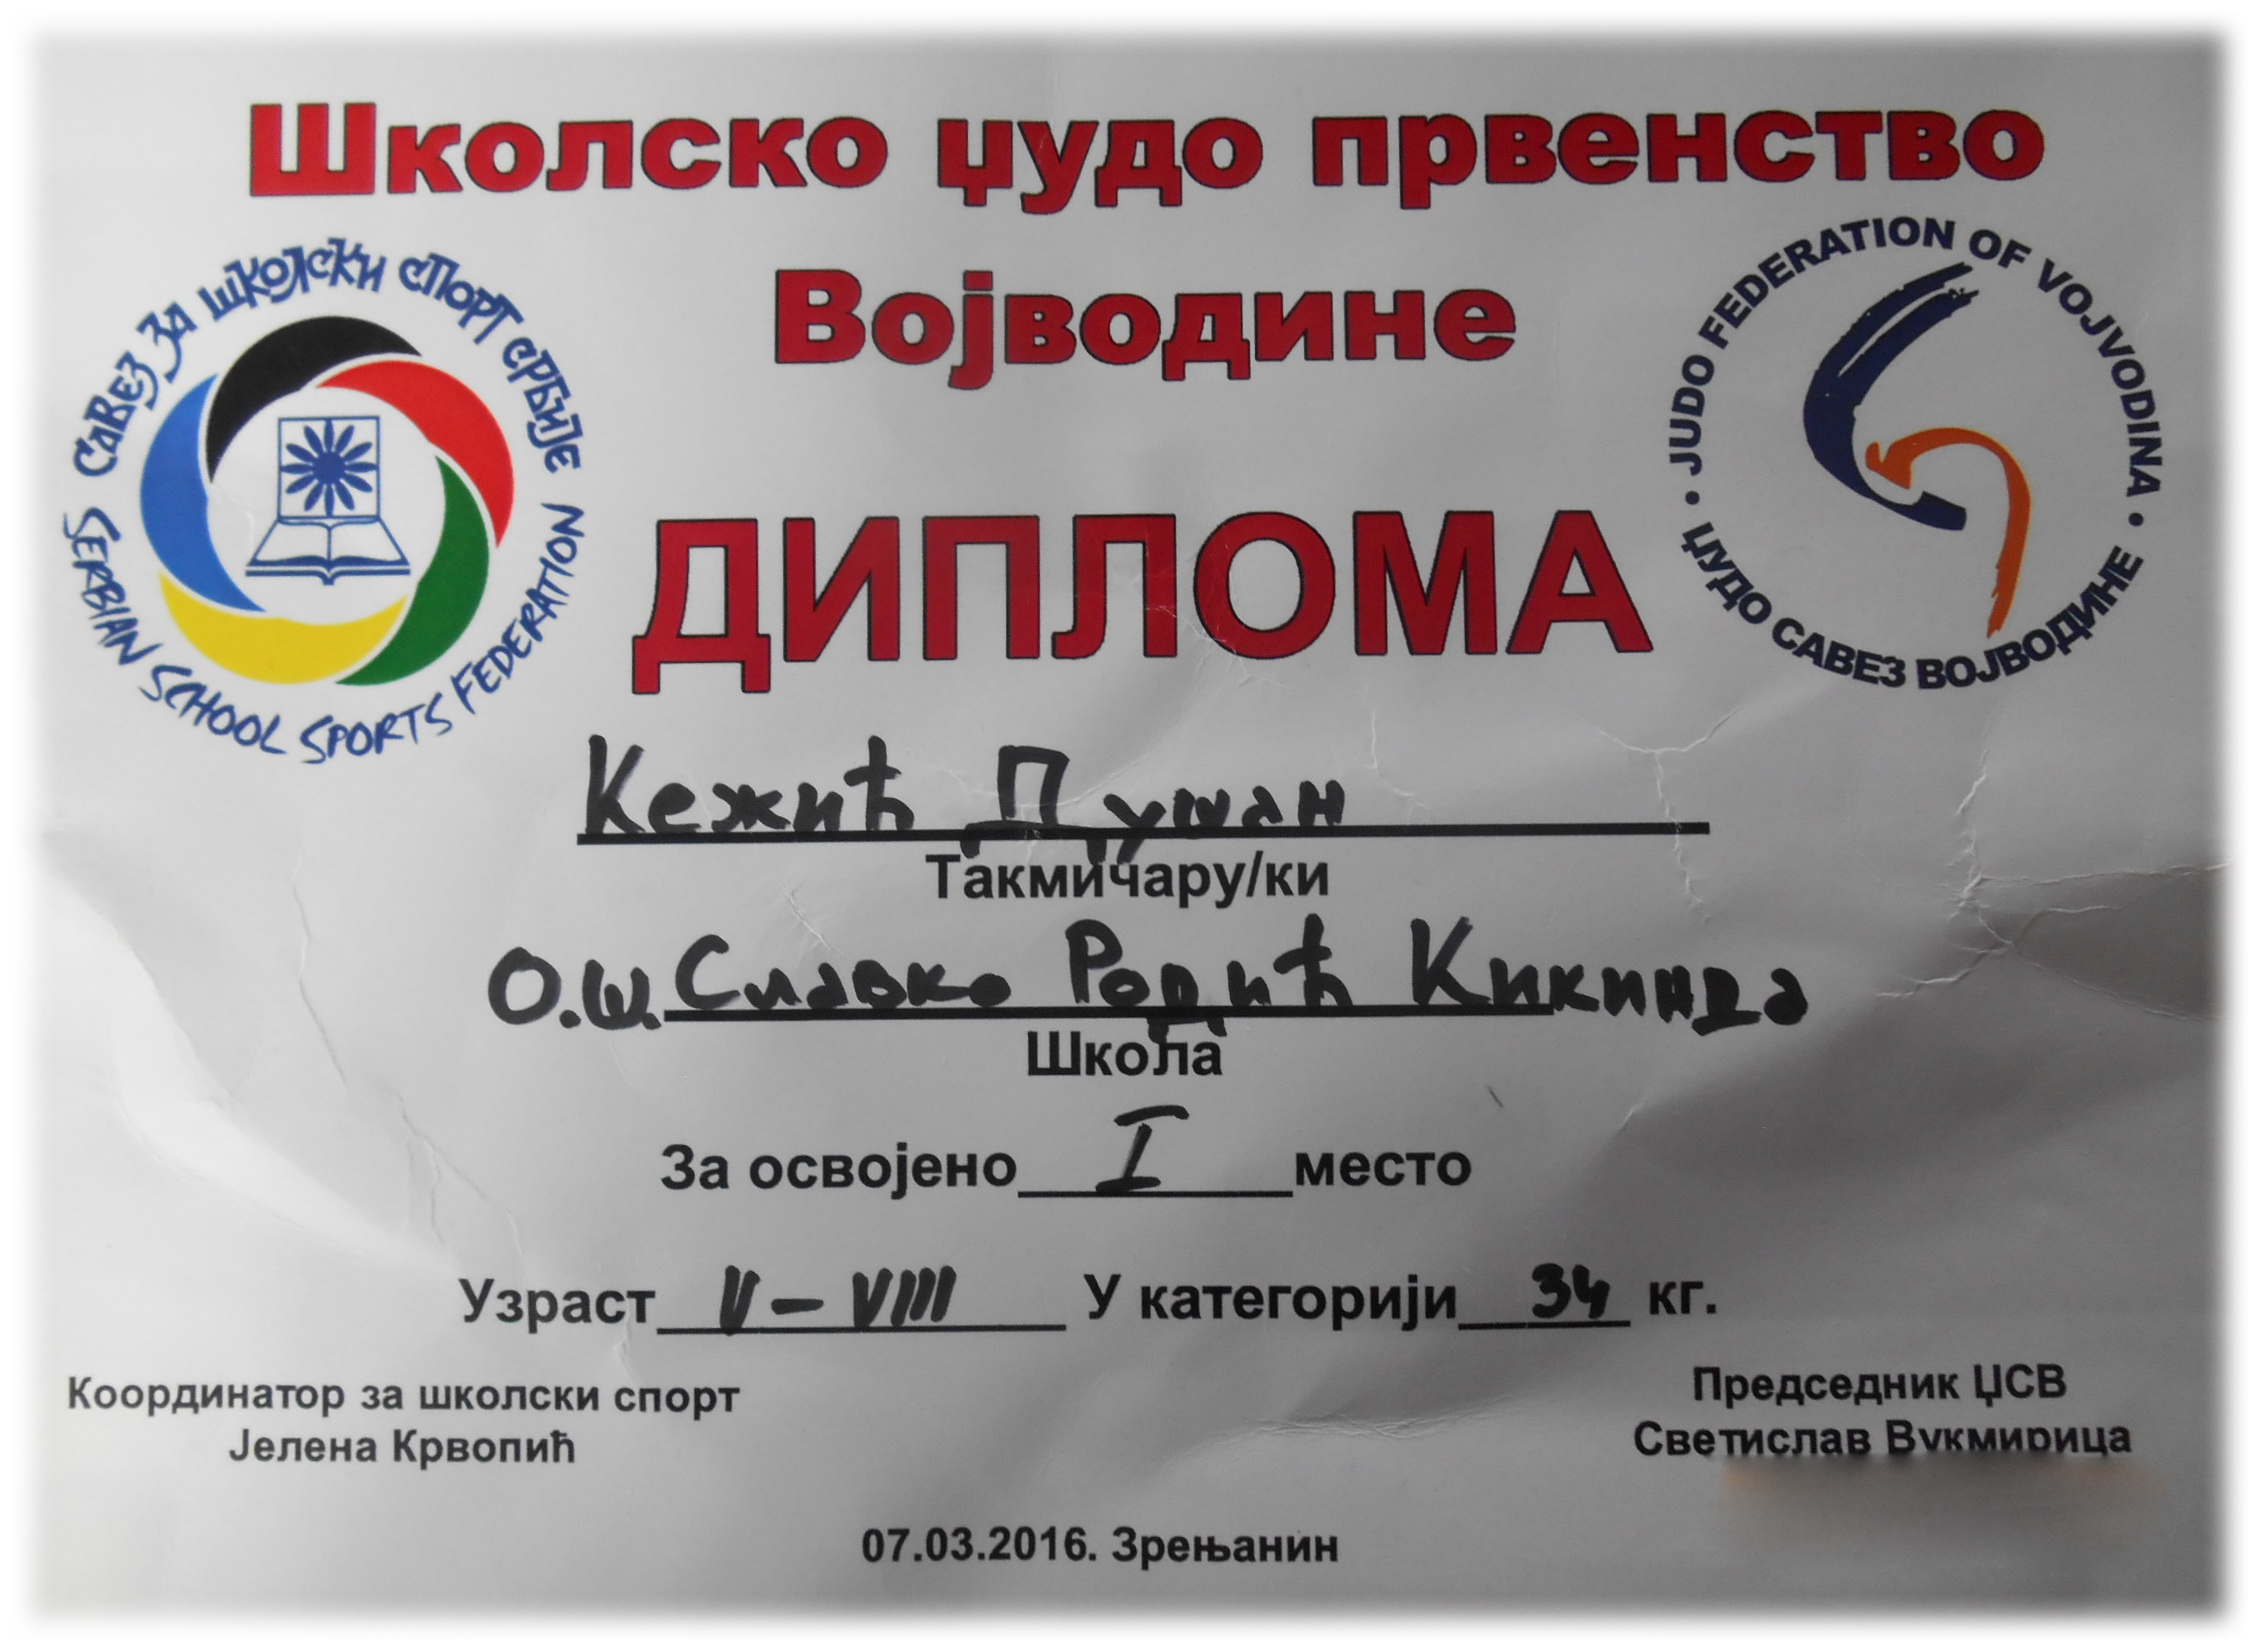 Школско џудо првенство
Војводине
САВЕЗ ЗА ШКОЛСКИ СПОРТ СРБИЈЕ
SERBIAN SCHOOL SPORTS FEDERATION
JUDO FEDERATION OF VOJVODINA
ЏУДО САВЕЗ ВОЈВОДИНЕ
ДИПЛОМА
Кежић Душан
Такмичару/ки
О.Ш. Славко Родић Кикинда
Школа
За освојено I место
Узраст V-VIII У категорији 34 кг.
Координатор за школски спорт
Јелена Крвопић
Председник ЏСВ
Светислав Вукмирица
07.03.2016. Зрењанин